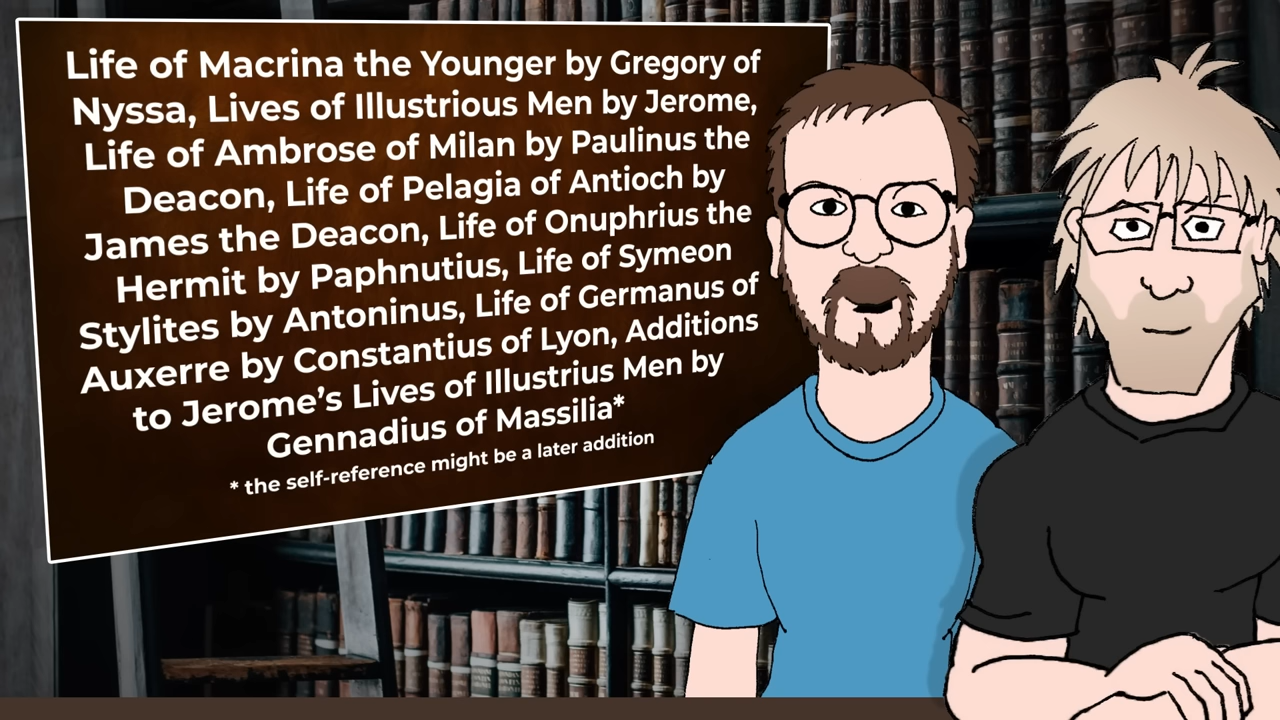 Life of Macrina the Younger by Gregory of
Nyssa, Lives of Illustrious Men by Jerome,
Life of Ambrose of Milan by Paulinus the
Deacon, Life of Pelagia of Antioch by
James the Deacon, Life of Onuphrius the
Hermit by Paphnutius, Life of Symeon
Stylites by Antoninus, Life of Germanus of
Auxerre by Constantius of Lyon, Additions
to Jerome’s Lives of Illustrius Men by
Gennadius of Massilia*
* the self-reference might be a later addition